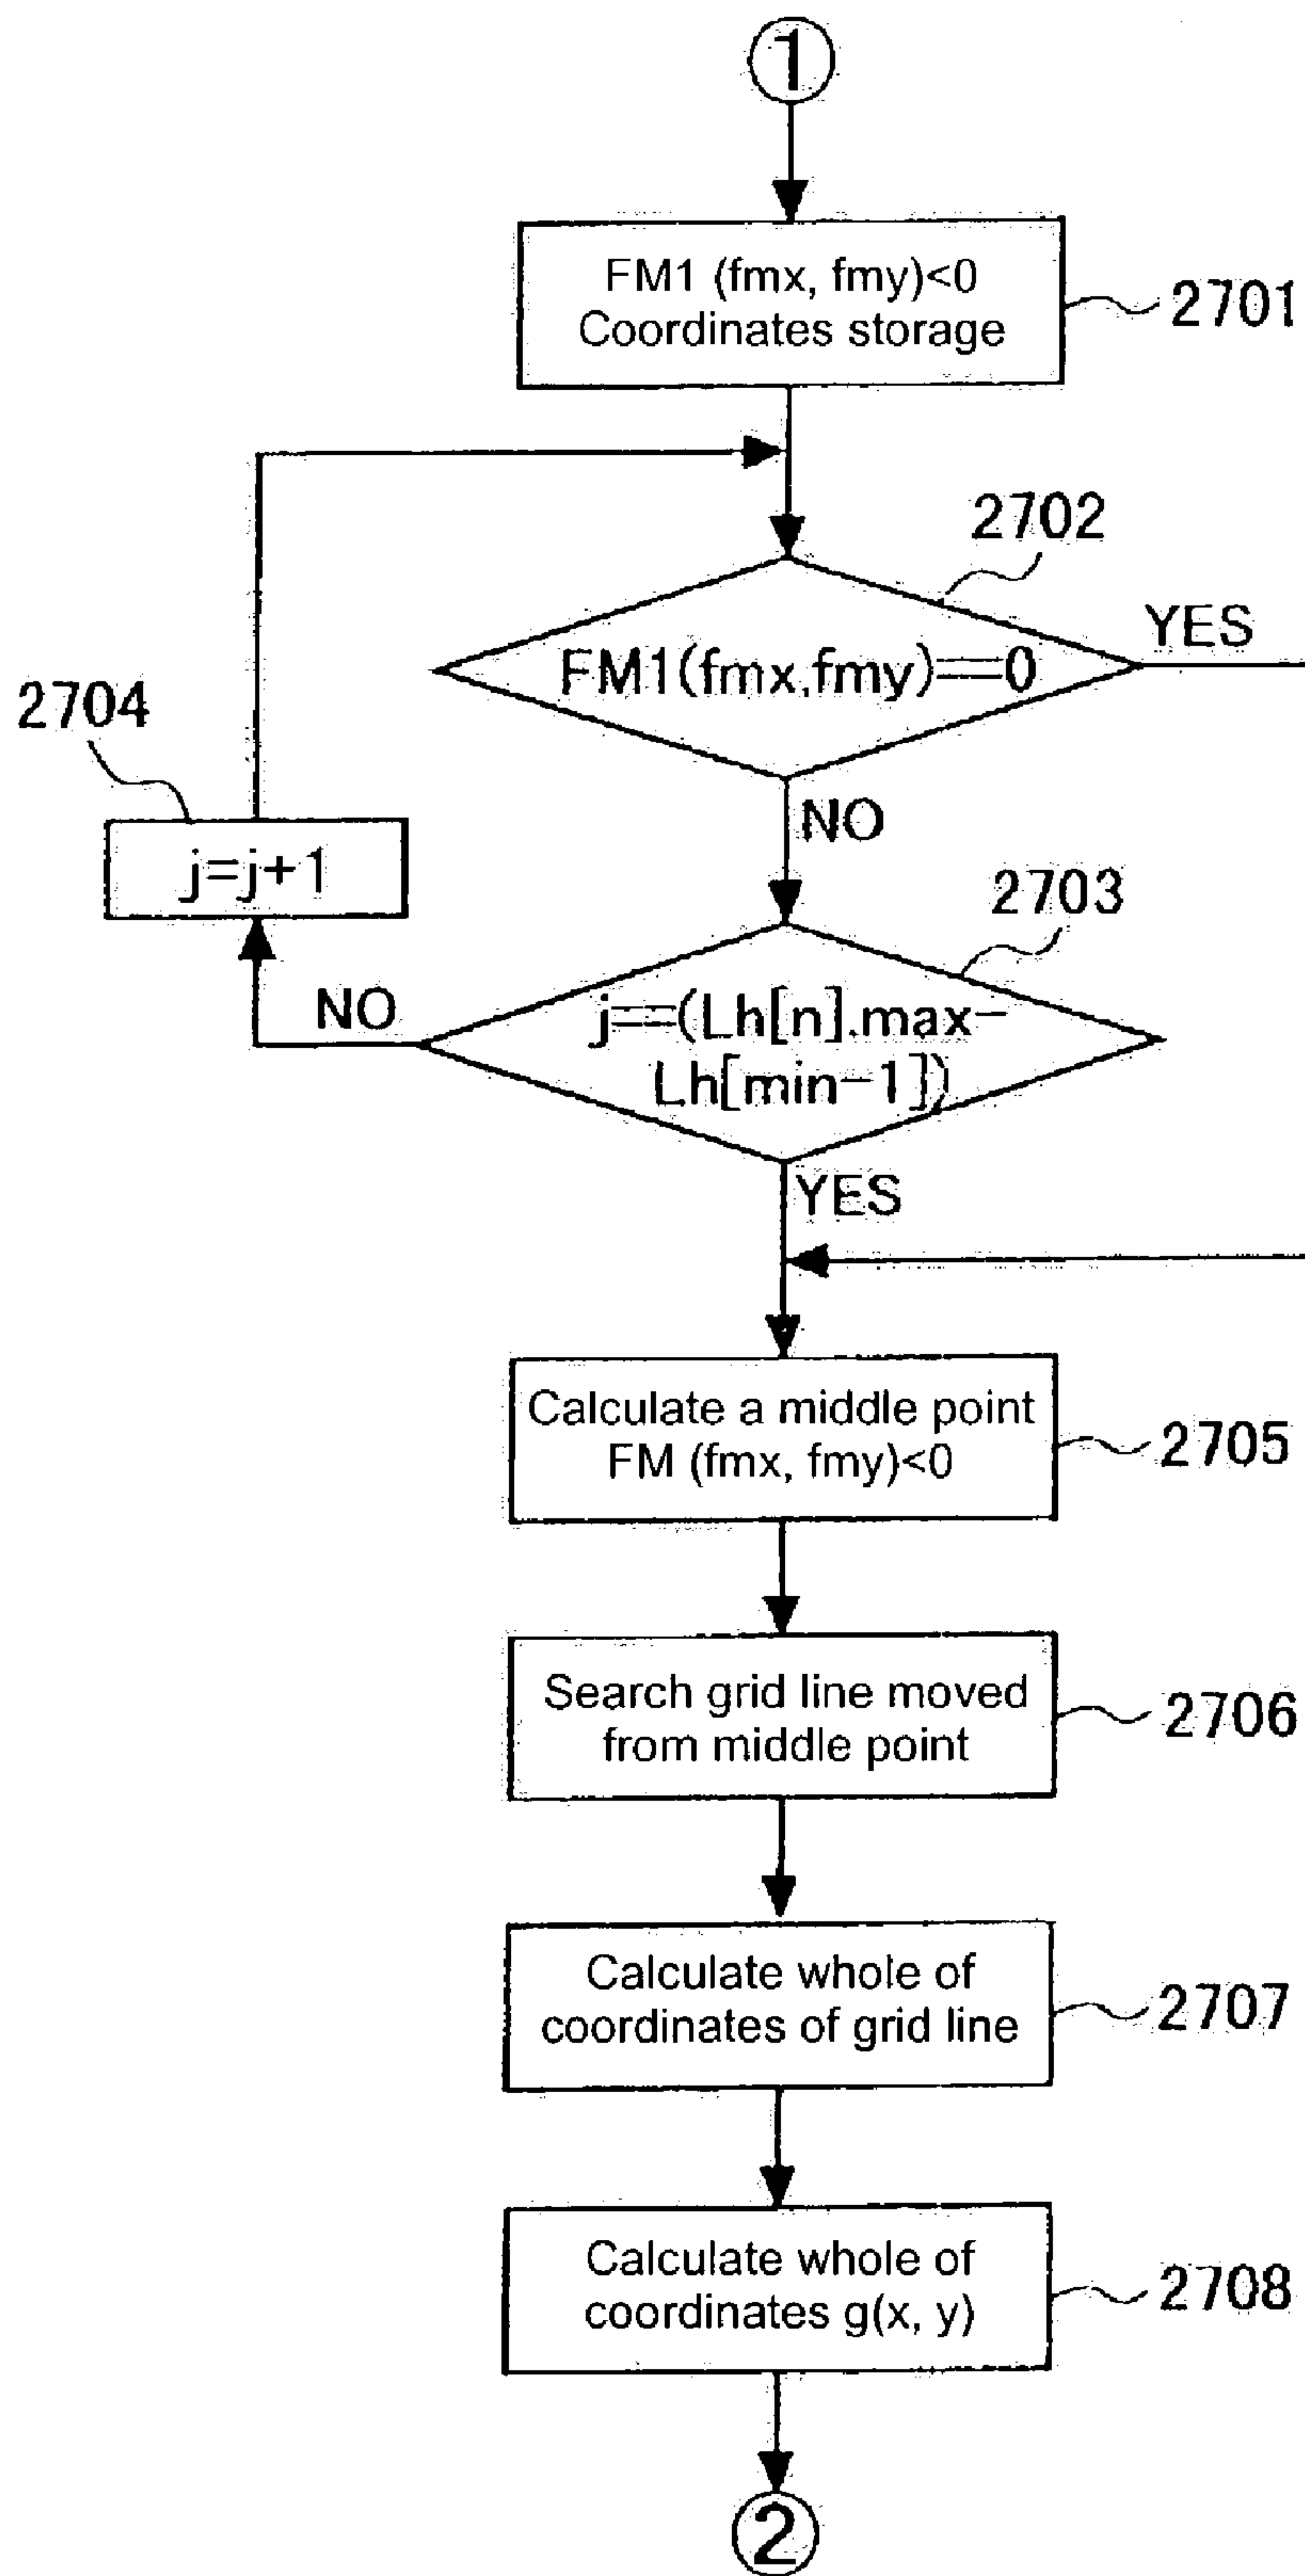 1
FM1 (fmx, fmy)<0
Coordinates storage
2701
2702
FM1(fmx,fmy)==0
YES
2704
j=j+1
NO
2703
j==(Lh[n].max-
Lh[min-1])
NO
YES
Calculate a middle point
FM (fmx, fmy)<0
2705
Search grid line moved
from middle point
2706
Calculate whole of
coordinates of grid line
2707
Calculate whole of
coordinates g(x, y)
2708
2